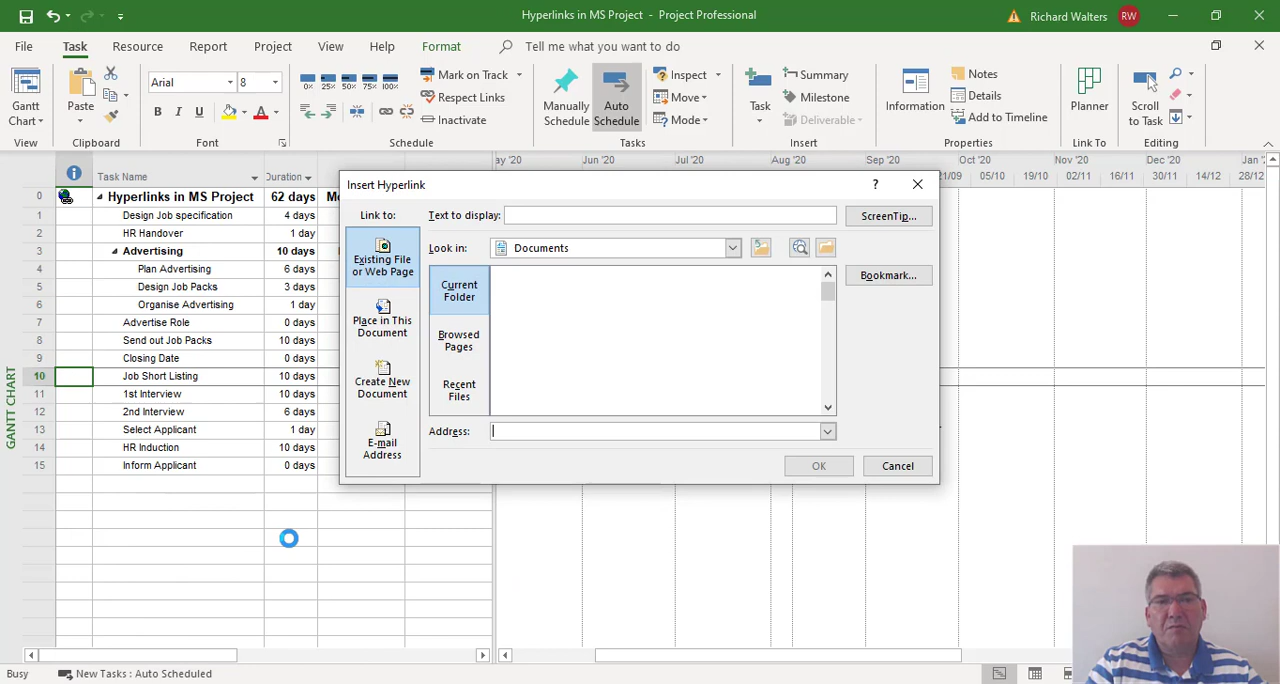 Hyperlinks in MS Project - Project Professional
Richard Walters RW
File Task Resource Report Project View Help Format Tell me what you want to do
Gantt Chart
View
Paste
Clipboard
Arial 8
B I U A
Font
0% 25% 50% 75% 100%
Mark on Track
Respect Links
Inactivate
Schedule
Manually Schedule
Auto Schedule
Inspect
Move
Mode
Tasks
Task
Summary
Milestone
Deliverable
Insert
Information
Notes
Details
Add to Timeline
Properties
Planner
Link To
Scroll to Task
Editing
Task Name Duration
ay '20 Jun '20 Jul '20 Aug '20 Sep '20 Oct '20 Nov '20 Dec '20 Jan '
21/09 05/10 19/10 02/11 16/11 30/11 14/12 28/12
0 Hyperlinks in MS Project 62 days Mo
1 Design Job specification 4 days
2 HR Handover 1 day
3 Advertising 10 days
4 Plan Advertising 6 days
5 Design Job Packs 3 days
6 Organise Advertising 1 day
7 Advertise Role 0 days
8 Send out Job Packs 10 days
9 Closing Date 0 days
10 Job Short Listing 10 days
11 1st Interview 10 days
12 2nd Interview 6 days
13 Select Applicant 1 day
14 HR Induction 10 days
15 Inform Applicant 0 days
GANTT CHART
Insert Hyperlink ?
Link to:
Text to display:
ScreenTip...
Existing File or Web Page
Look in: Documents
Bookmark...
Current Folder
Place in This Document
Browsed Pages
Create New Document
Recent Files
E-mail Address
Address:
OK Cancel
Busy New Tasks : Auto Scheduled